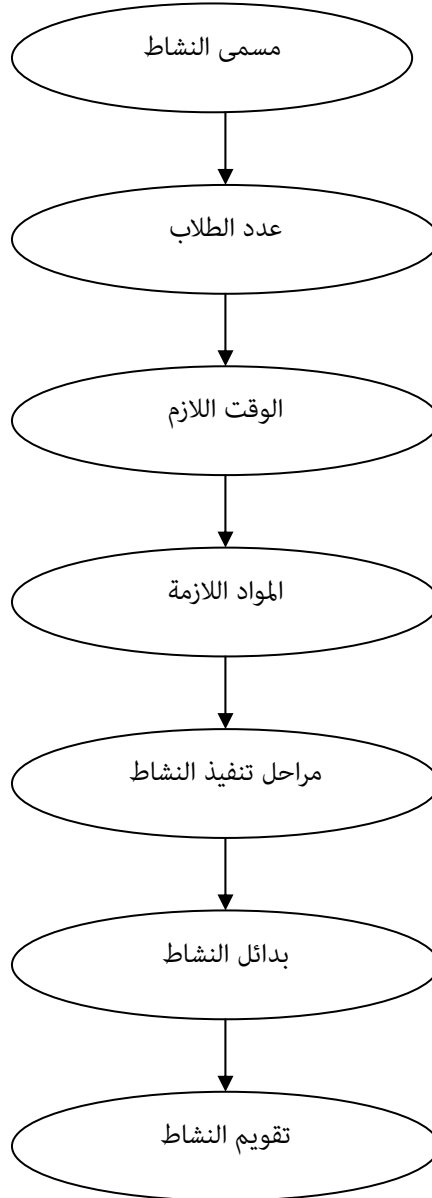 مسمى النشاط
عدد الطلاب
الوقت اللازم
المواد اللازمة
مراحل تنفيذ النشاط
بدائل النشاط
تقويم النشاط